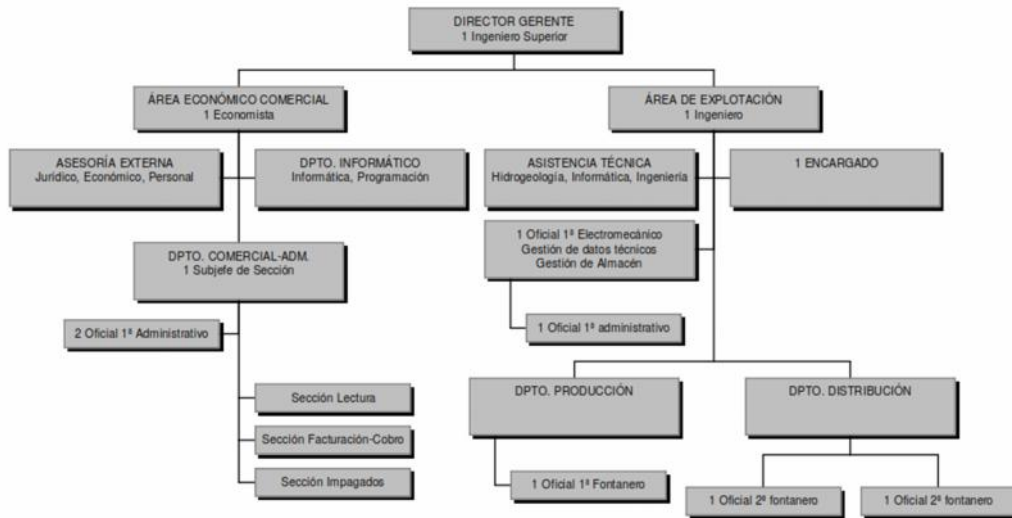 DIRECTOR GERENTE
1 Ingeniero Superior
ÁREA ECONÓMICO COMERCIAL
1 Economista
ÁREA DE EXPLOTACIÓN
1 Ingeniero
ASESORÍA EXTERNA
Jurídico, Económico, Personal
DPTO. INFORMÁTICO
Informática, Programación
ASISTENCIA TÉCNICA
Hidrogeología, Informática, Ingeniería
1 ENCARGADO
1 Oficial 1ª Electromecánico
Gestión de datos técnicos
Gestión de Almacén
DPTO. COMERCIAL-ADM.
1 Subjefe de Sección
2 Oficial 1ª Administrativo
1 Oficial 1ª administrativo
Sección Lectura
Sección Facturación-Cobro
Sección Impagados
DPTO. PRODUCCIÓN
DPTO. DISTRIBUCIÓN
1 Oficial 1ª Fontanero
1 Oficial 2ª fontanero
1 Oficial 2ª fontanero